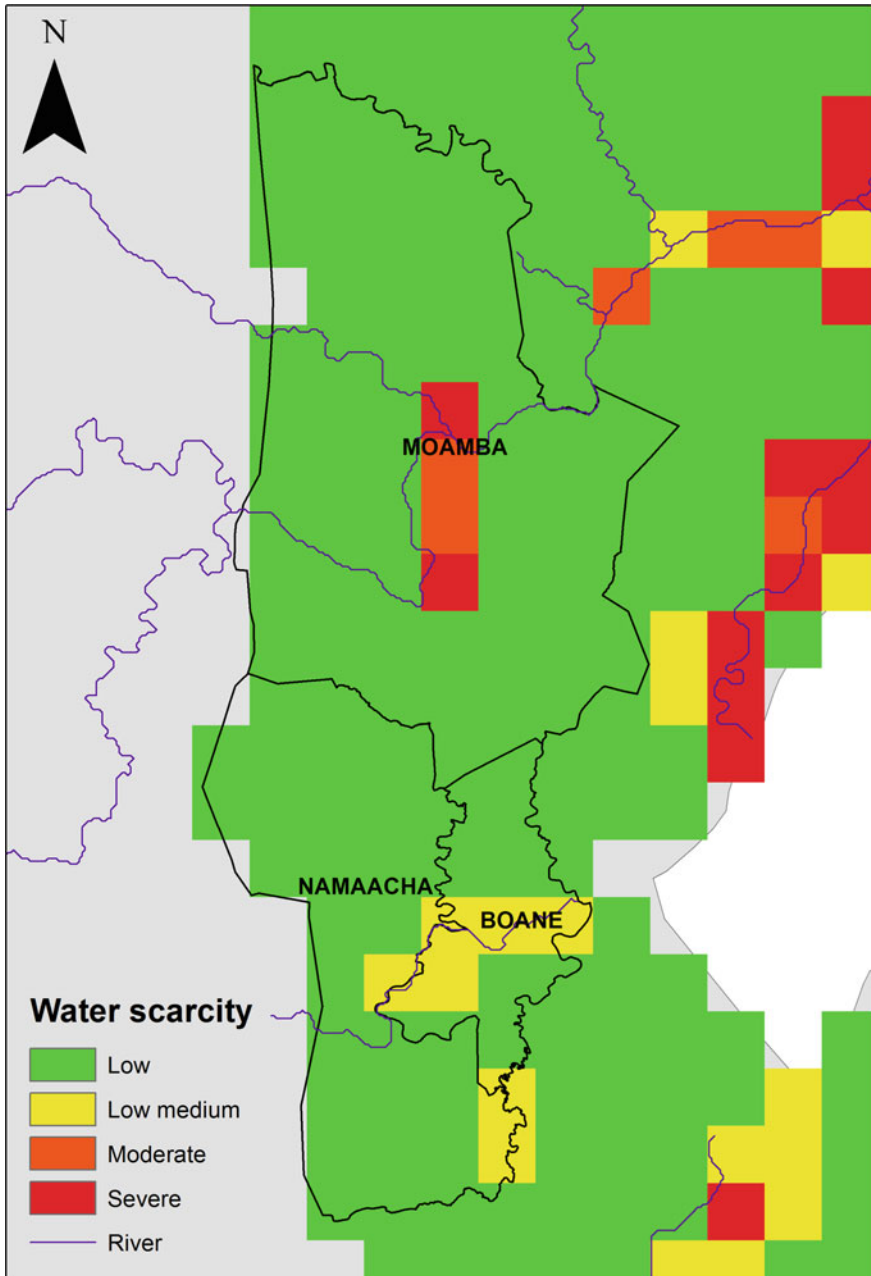 N
MOAMBA
NAMAACHA
BOANE
Water scarcity
Low
Low medium
Moderate
Severe
River